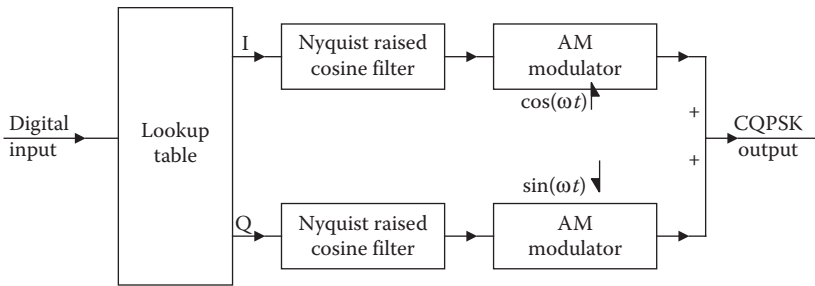 I
Nyquist raised
cosine filter
AM
modulator
cos(ωt)
+
Digital
input
Lookup
table
CQPSK
output
+
sin(ωt)
Q
Nyquist raised
cosine filter
AM
modulator